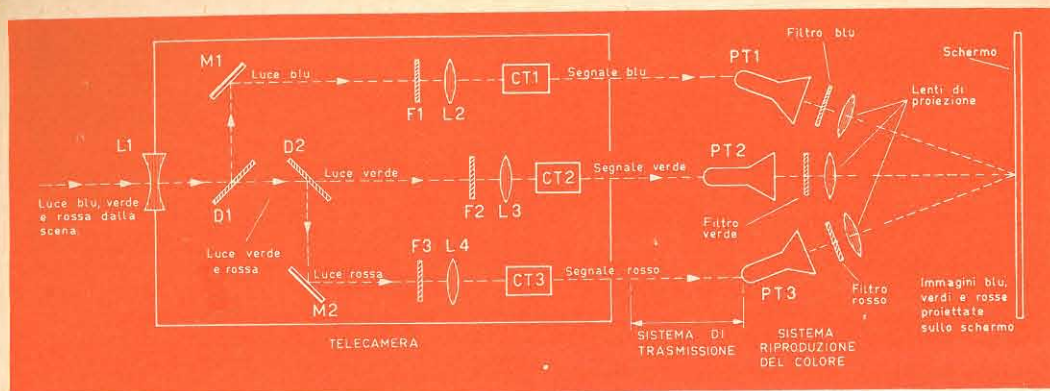 M1
Luce blu
F1
L2
CT1
Segnale blu
PT1
Filtro blu
Schermo
Lenti di
proiezione
L1
D2
Luce verde
F2
L3
CT2
Segnale verde
PT2
Filtro
verde
Luce blu, verde
e rossa dalla
scena.
D1
Luce verde
e rossa
M2
Luce rossa
F3
L4
CT3
Segnale rosso
PT3
Filtro
rosso
Immagini blu,
verdi e rosse
proiettate
sullo schermo
TELECAMERA
SISTEMA DI
TRASMISSIONE
SISTEMA
RIPRODUZIONE
DEL COLORE